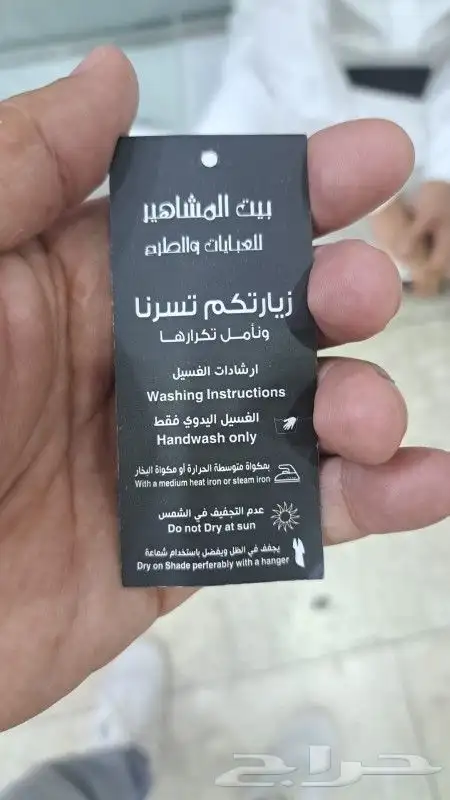 بيت المشاهير
للعبايات والطرح
زيارتكم تسرنا
ونأمل تكرارها
ارشادات الغسيل
Washing Instructions
الغسيل اليدوي فقط
Handwash only
بمكواة متوسطة الحرارة أو مكواة البخار
With a medium heat iron or steam iron
عدم التجفيف في الشمس
Do not Dry at sun
يجفف في الظل ويفضل باستخدام شماعة
Dry on Shade perferably with a hanger
حراج